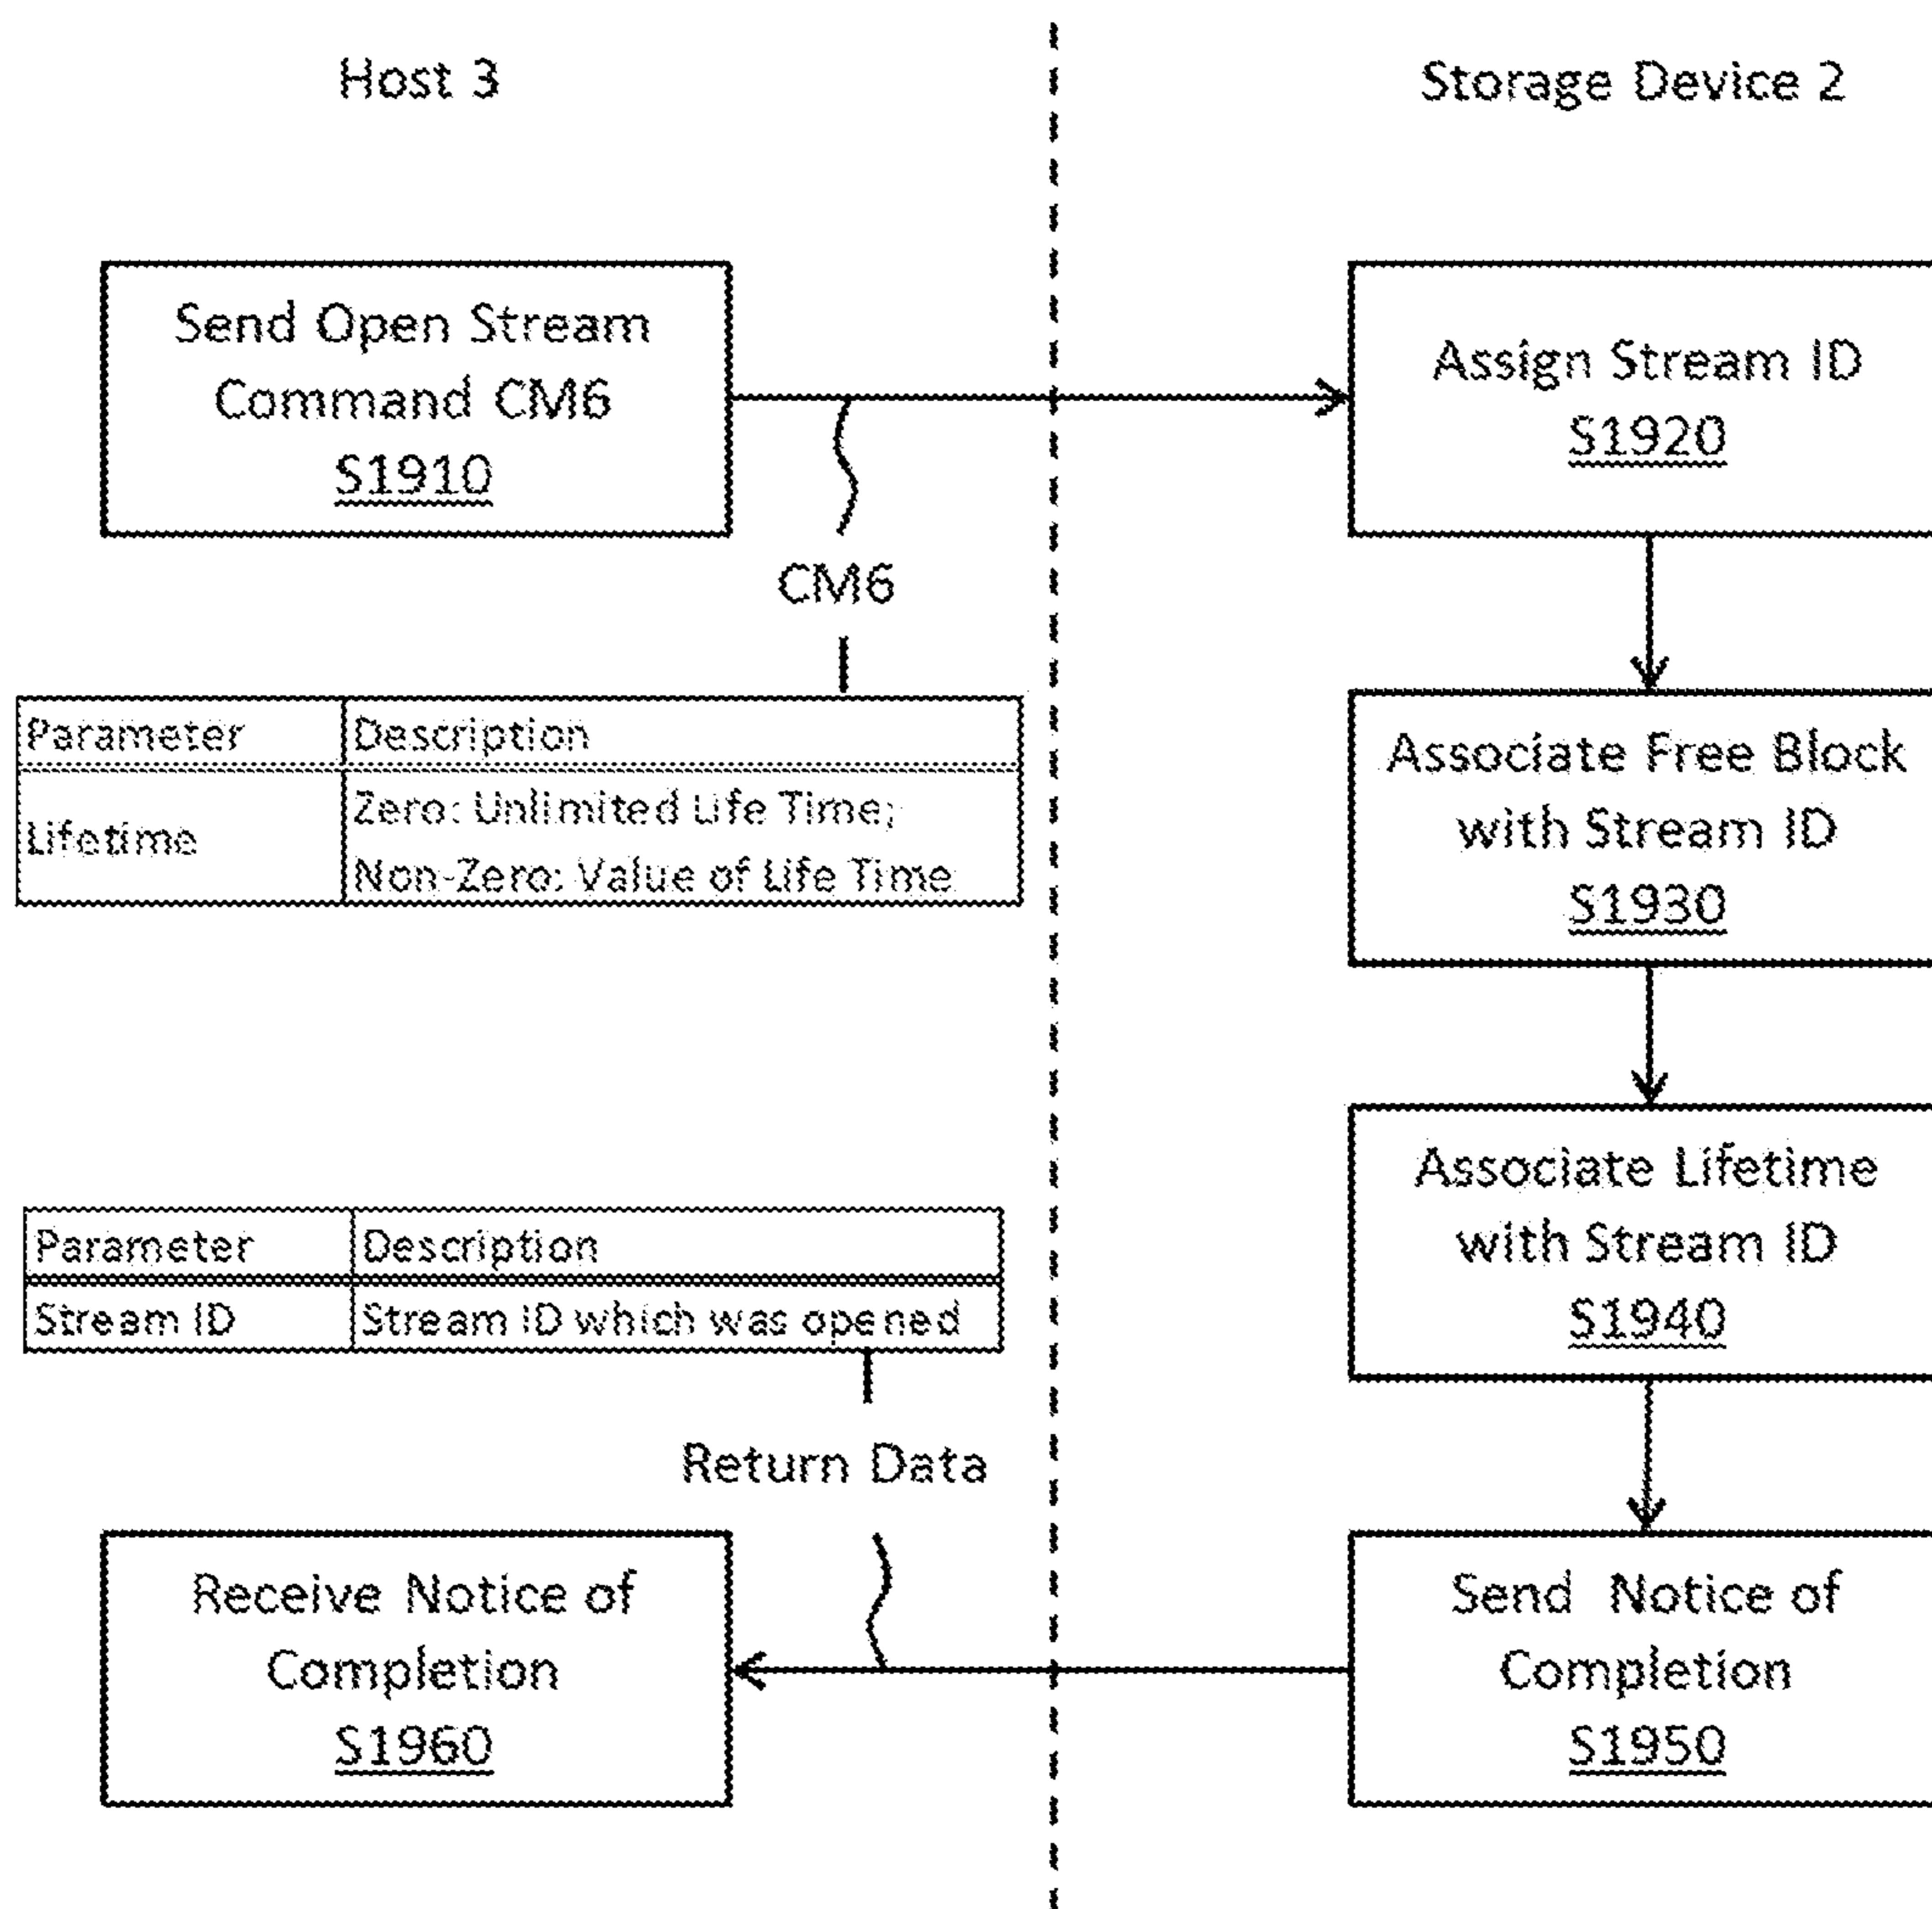 Host 3
Storage Device 2
Send Open Stream
Command CM6
S1910
Assign Stream ID
S1920
CM6
Parameter
Description
Lifetime
Zero: Unlimited Life Time;
Non-Zero: Value of Life Time
Associate Free Block
with Stream ID
S1930
Associate Lifetime
with Stream ID
S1940
Parameter
Description
Stream ID
Stream ID which was opened
Return Data
Receive Notice of
Completion
S1960
Send Notice of
Completion
S1950